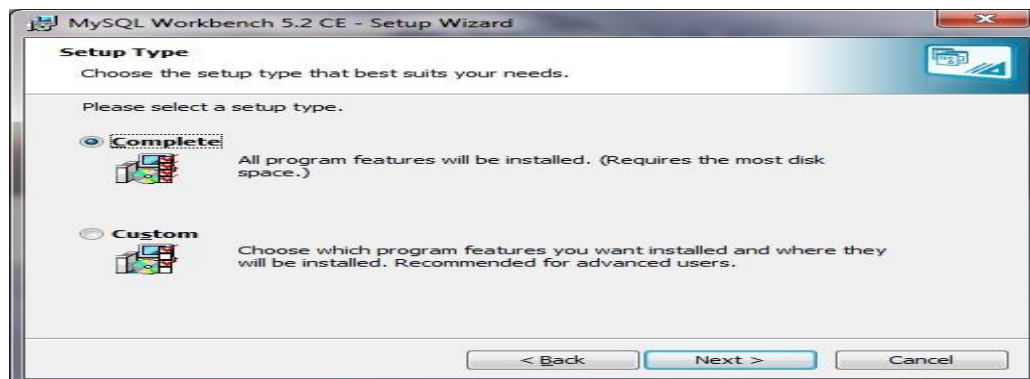 MySQL Workbench 5.2 CE - Setup Wizard
Setup Type
Choose the setup type that best suits your needs.
Please select a setup type.
Complete
All program features will be installed. (Requires the most disk
space.)
Custom
Choose which program features you want installed and where they
will be installed. Recommended for advanced users.
< Back
Next >
Cancel